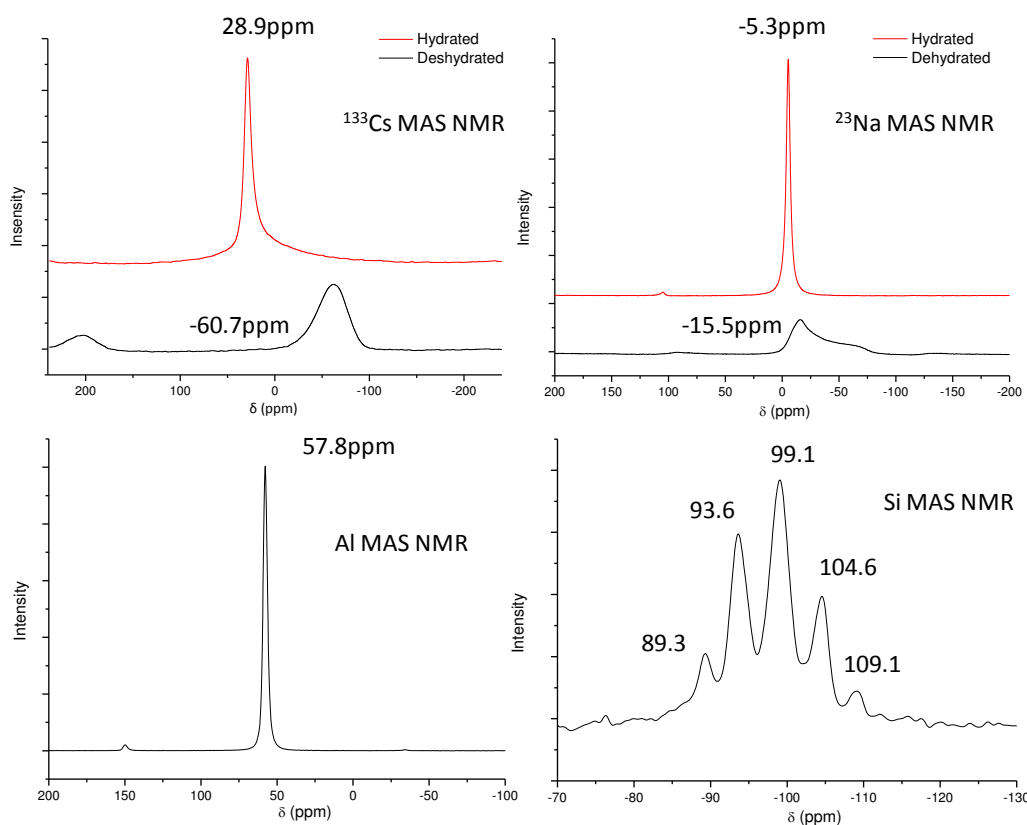 28.9ppm
Hydrated
Deshydrated
133Cs MAS NMR
-60.7ppm
Insensity
200 100 0 -100 -200
δ (ppm)
-5.3ppm
Hydrated
Dehydrated
23Na MAS NMR
-15.5ppm
Intensity
200 150 100 50 0 -50 -100 -150 -200
δ (ppm)
57.8ppm
Al MAS NMR
Intensity
200 150 100 50 0 -50 -100
δ (ppm)
99.1
Si MAS NMR
93.6
104.6
89.3
109.1
Intensity
-70 -80 -90 -100 -110 -120 -130
δ (ppm)